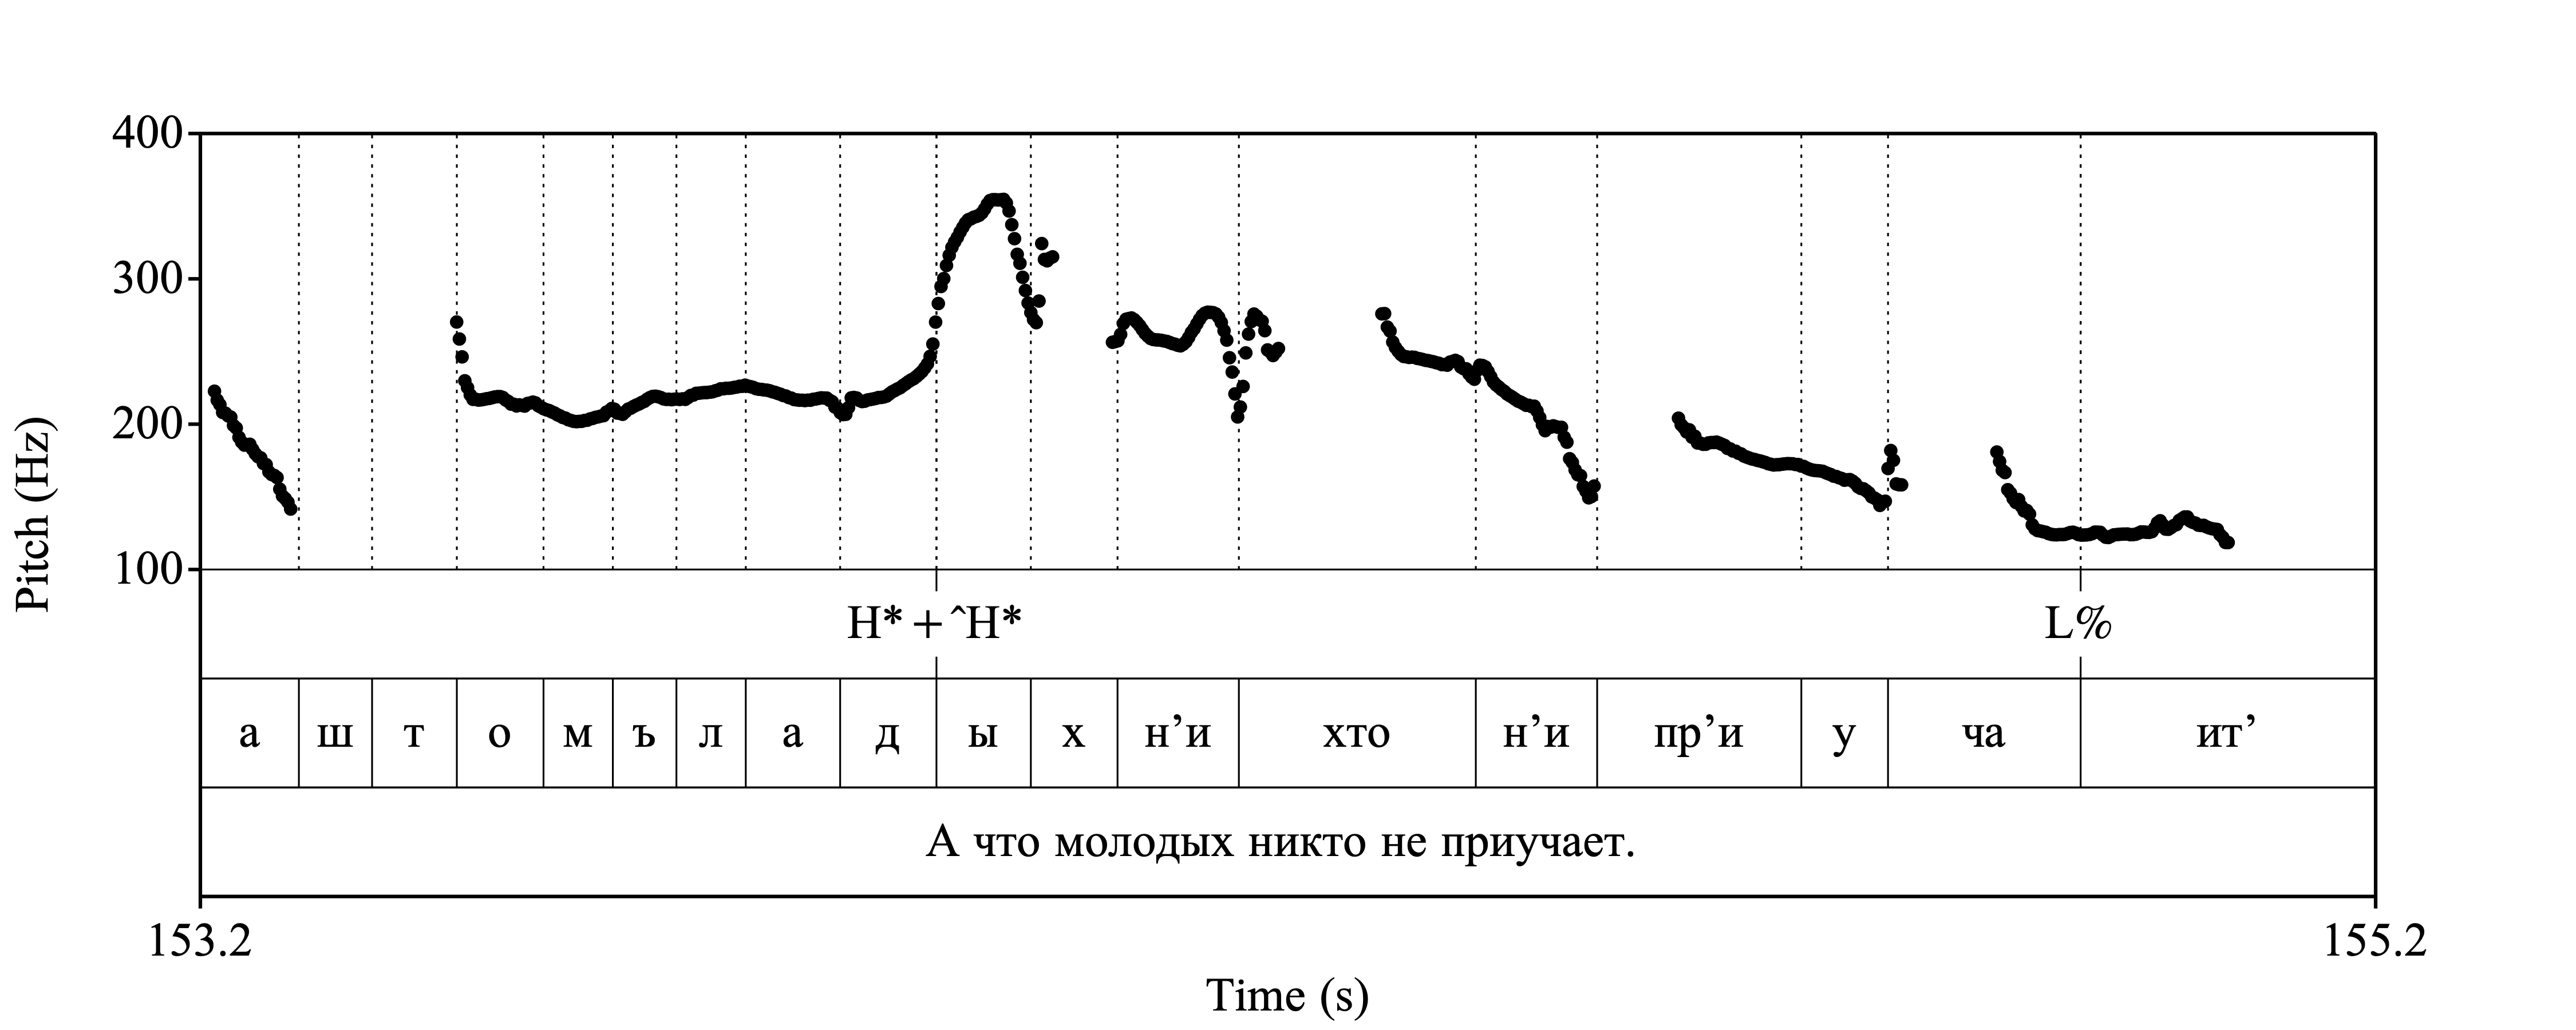 400
300
200
100
Pitch (Hz)
H* + ˆH* L%
а ш т о м ъ л а д ы х н’и хто н’и пр’и у ча ит’
А что молодых никто не приучает.
153.2 155.2
Time (s)